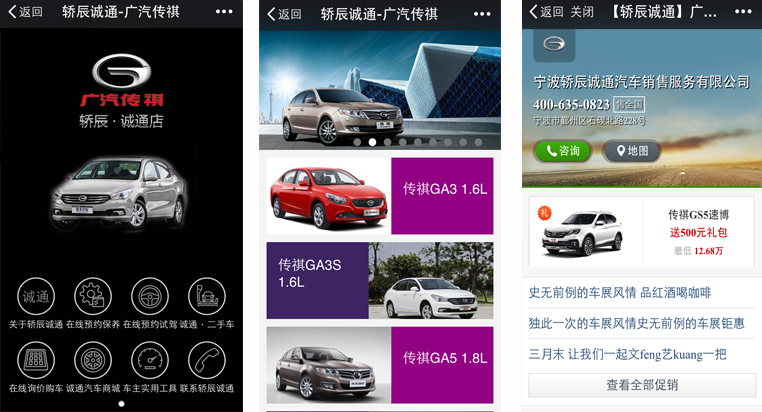 返回
轿辰诚通-广汽传祺
广汽传祺
轿辰·诚通店
诚通
关于轿辰诚通
在线预约保养
在线预约试驾
诚通·二手车
在线询价购车
诚通汽车商城
车主实用工具
联系轿辰诚通
返回
轿辰诚通-广汽传祺
传祺GA3 1.6L
传祺GA3S
1.6L
传祺GA5 1.8L
返回 关闭 【轿辰诚通】广...
宁波轿辰诚通汽车销售服务有限公司
400-635-0823 售全国
宁波市鄞州区石碶北路228号
咨询
地图
礼
传祺GS5速博
送500元礼包
最低 12.68万
史无前例的车展风情 品红酒喝咖啡
独此一次的车展风情史无前例的车展钜惠
三月末 让我们一起文feng艺kuang一把
查看全部促销